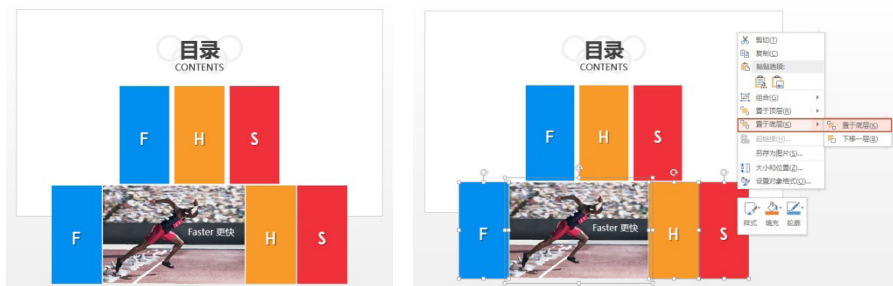 目录
CONTENTS
F H S
F Faster 更快 H S
目录
CONTENTS
F H S
F Faster 更快 H S
剪切(T)
复制(C)
粘贴选项:
组合(G)
置于顶层(R)
置于底层(K)
置于底层(K)
下移一层(B)
超链接(H)...
另存为图片(S)...
大小和位置(Z)...
设置对象格式(O)...
样式 填充 轮廓